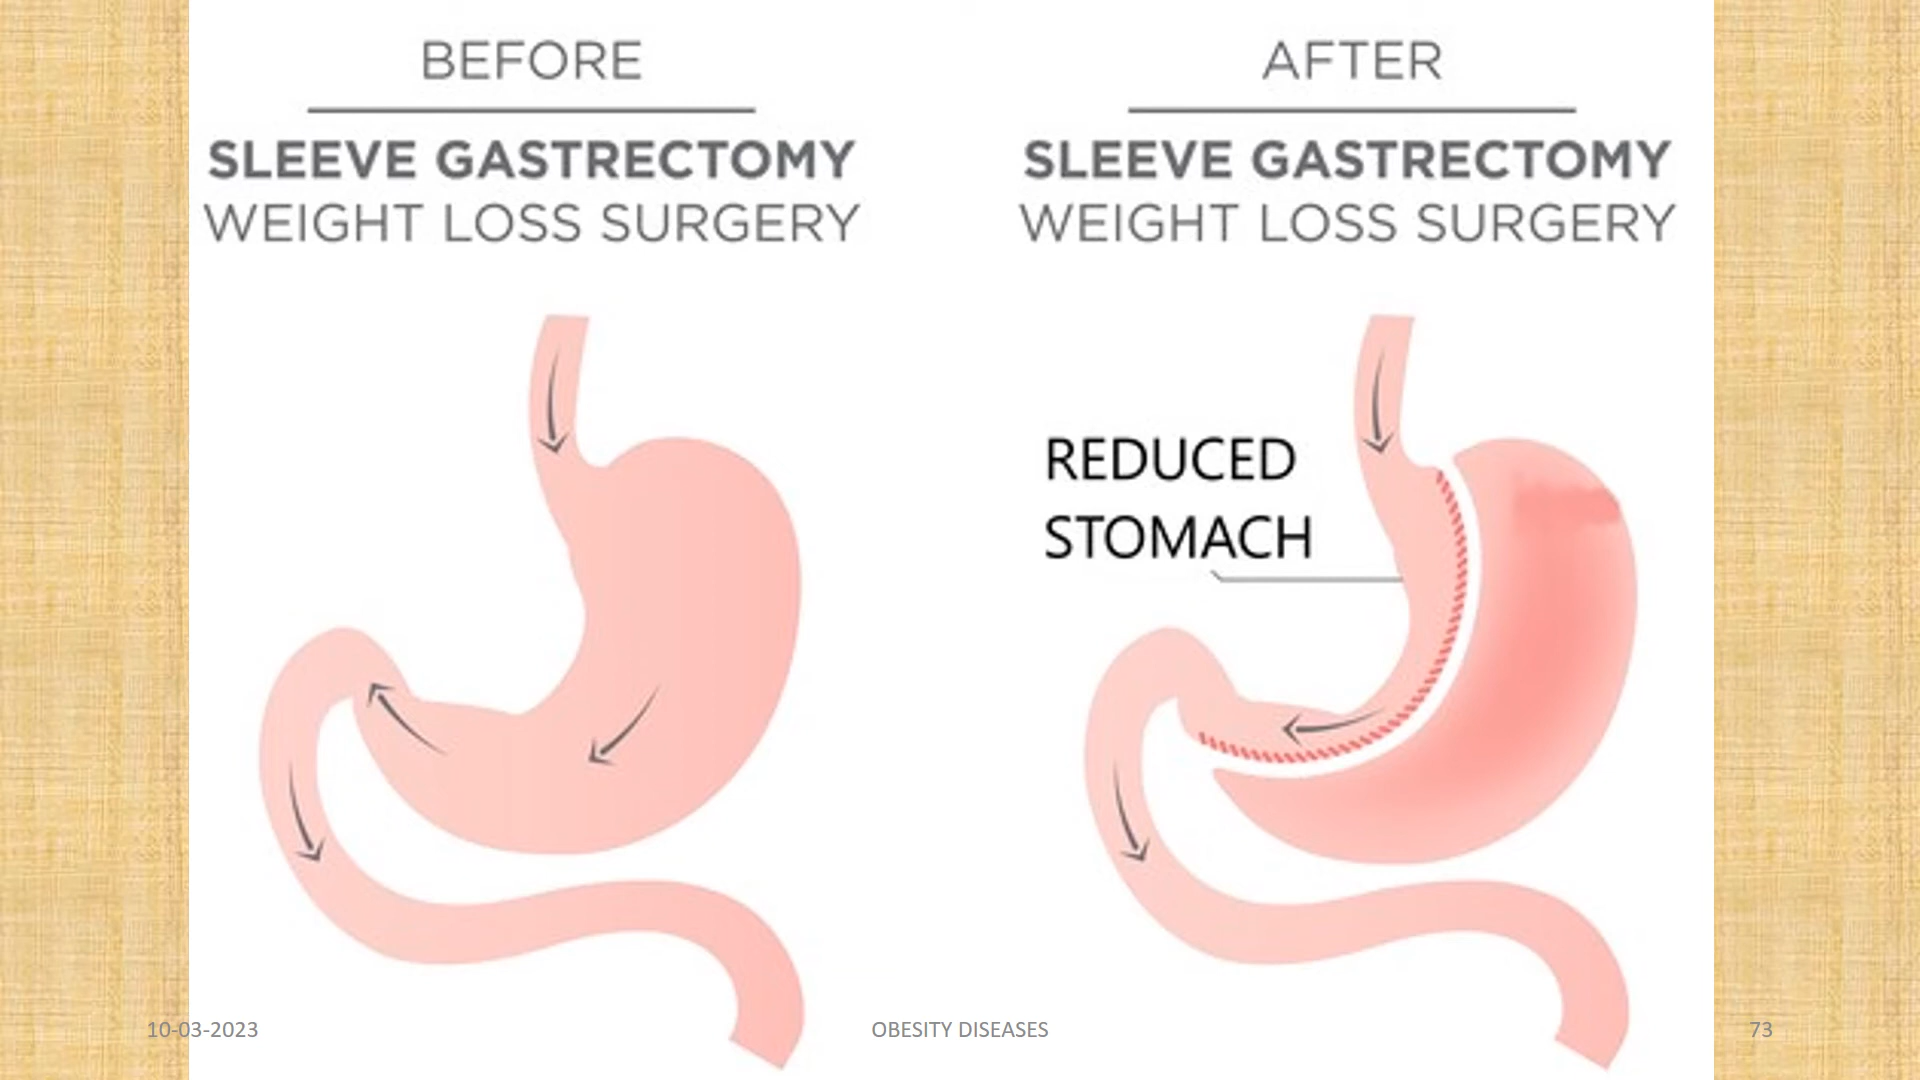 BEFORE
SLEEVE GASTRECTOMY
WEIGHT LOSS SURGERY
AFTER
SLEEVE GASTRECTOMY
WEIGHT LOSS SURGERY
REDUCED
STOMACH
10-03-2023
OBESITY DISEASES
73